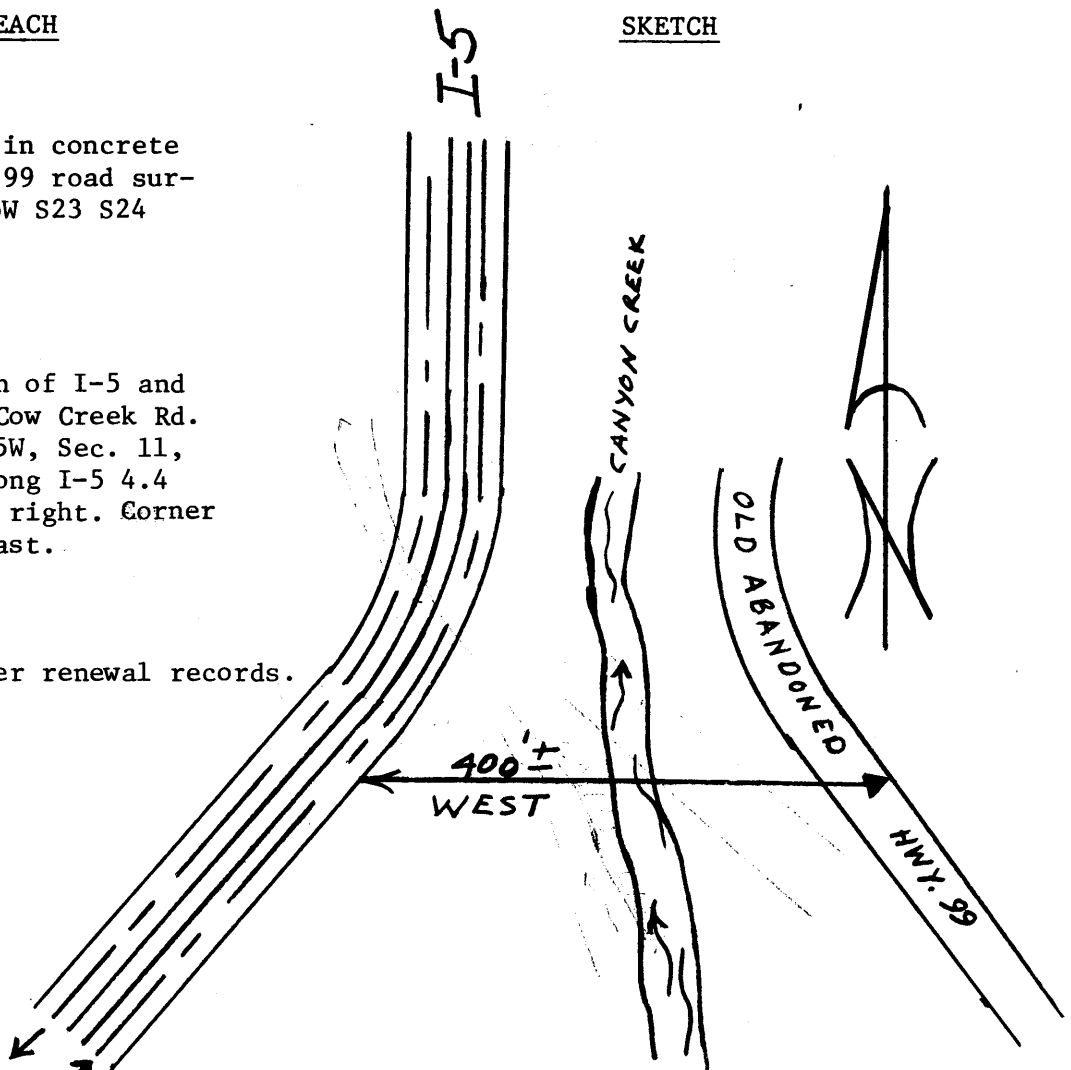 EACH
SKETCH
I-5
in concrete
99 road sur-
W S23 S24
n of I-5 and
Cow Creek Rd.
5W, Sec. 11,
ong I-5 4.4
right. Corner
ast.
er renewal records.
CANYON CREEK
OLD ABANDONED
HWY. 99
400'±
WEST